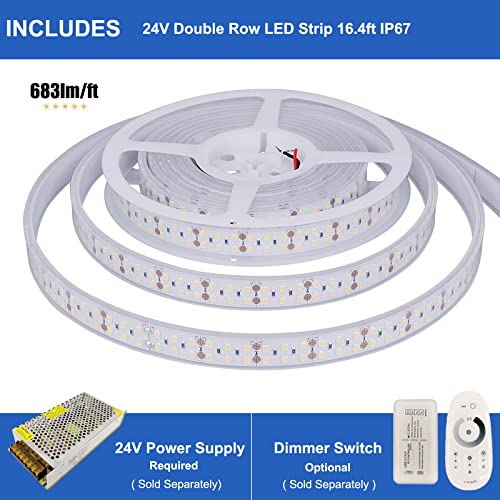 INCLUDES 24V Double Row LED Strip 16.4ft IP67
683lm/ft
24V Power Supply
Required
( Sold Separately)
Dimmer Switch
Optional
( Sold Separately )